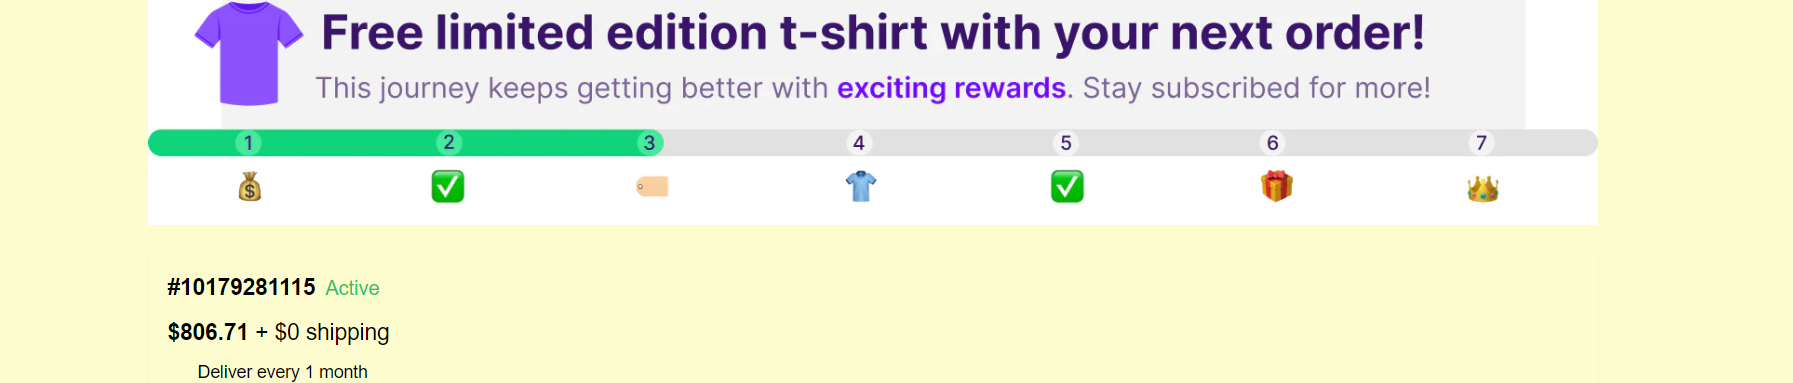 Free limited edition t-shirt with your next order!
This journey keeps getting better with exciting rewards. Stay subscribed for more!
1 2 3 4 5 6 7
#10179281115 Active
$806.71 + $0 shipping
Deliver every 1 month